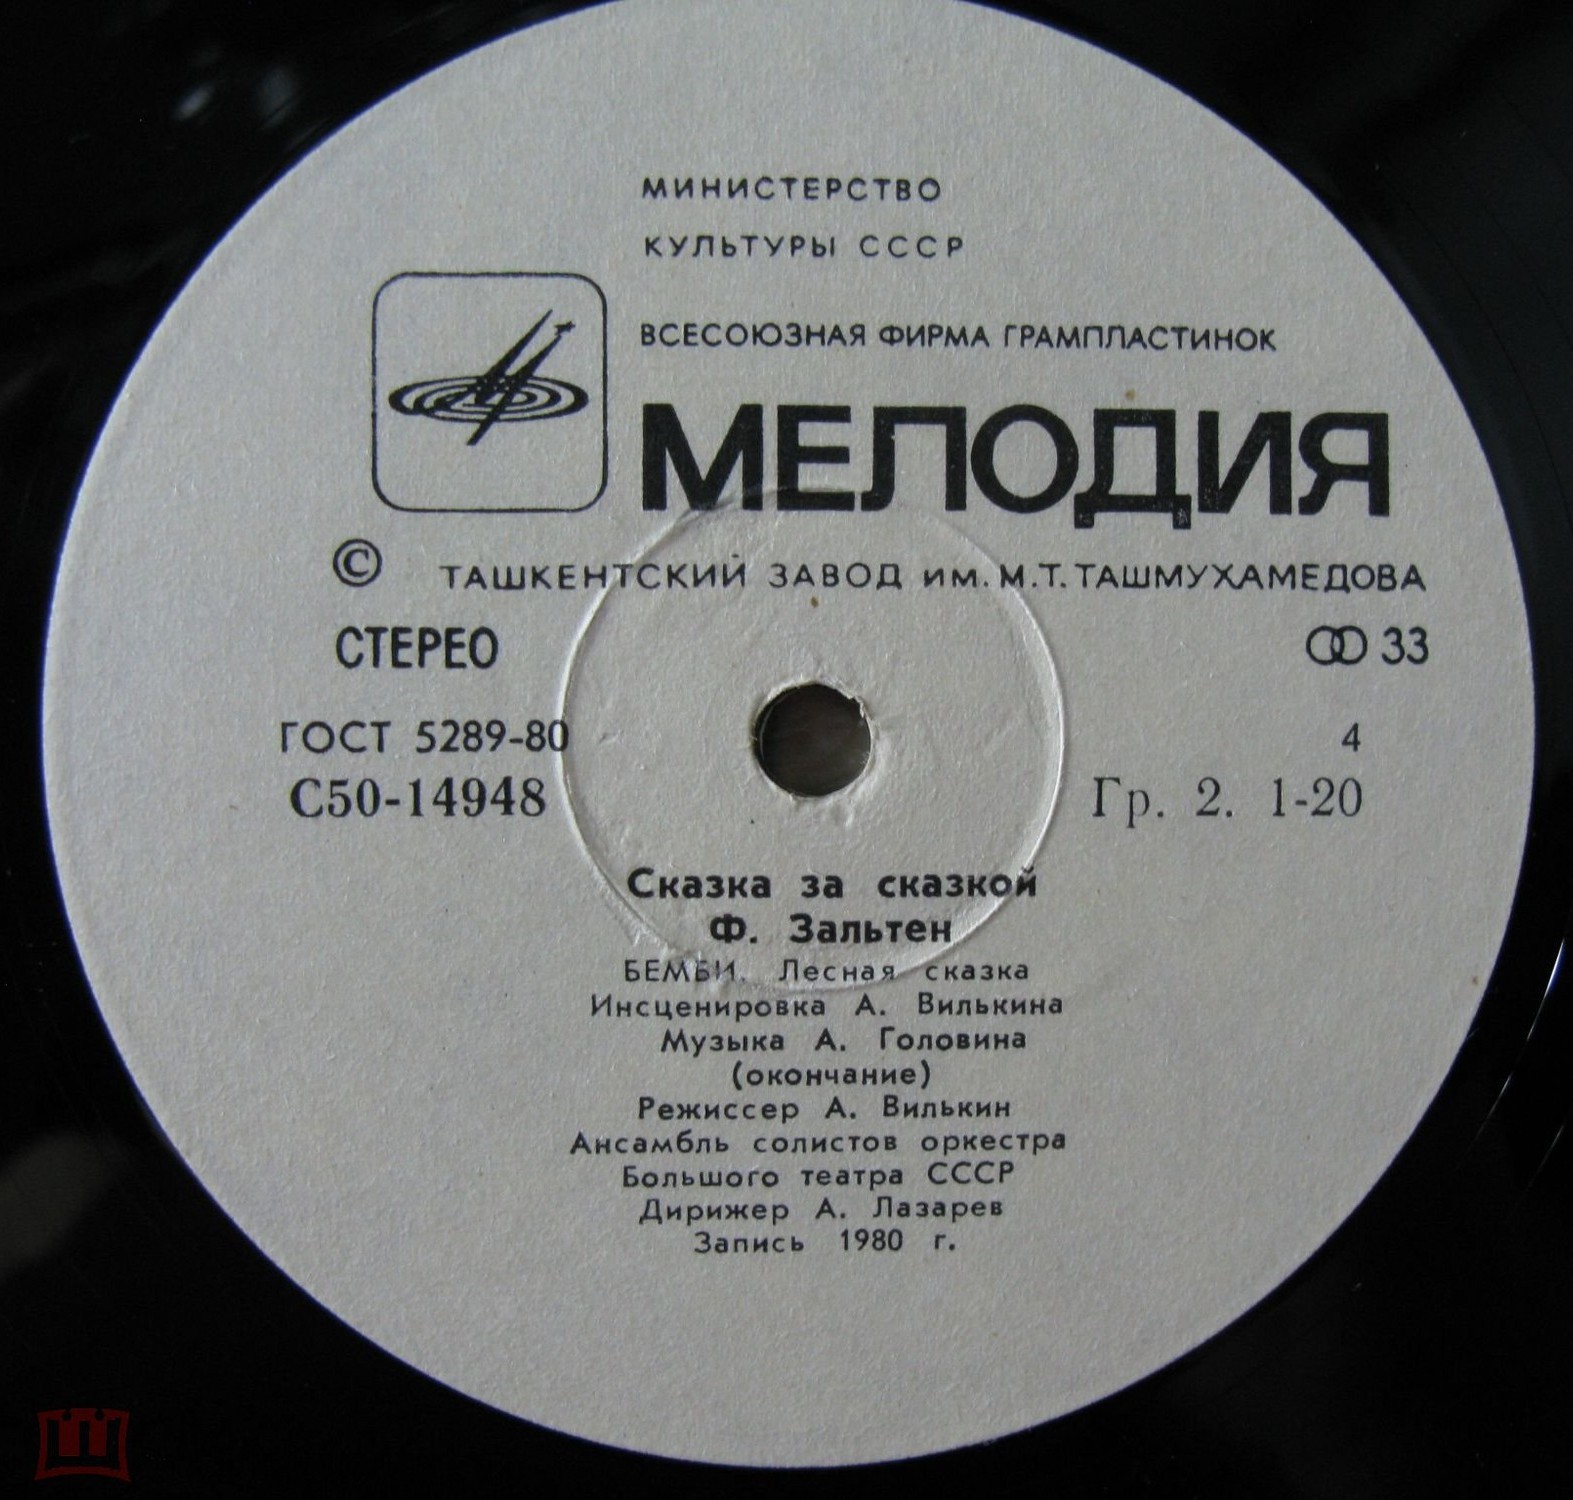 МИНИСТЕРСТВО
КУЛЬТУРЫ СССР
ВСЕСОЮЗНАЯ ФИРМА ГРАМПЛАСТИНОК
МЕЛОДИЯ
© ТАШКЕНТСКИЙ ЗАВОД ИМ. М.Т. ТАШМУХАМЕДОВА
СТЕРЕО 33
ГОСТ 5289-80 4
С50-14948 Гр. 2. 1-20
Сказка за сказкой
Ф. Зальтен
БЕМБИ. Лесная сказка
Инсценировка А. Вилькина
Музыка А. Головина
(окончание)
Режиссер А. Вилькин
Ансамбль солистов оркестра
Большого театра СССР
Дирижер А. Лазарев
Запись 1980 г.